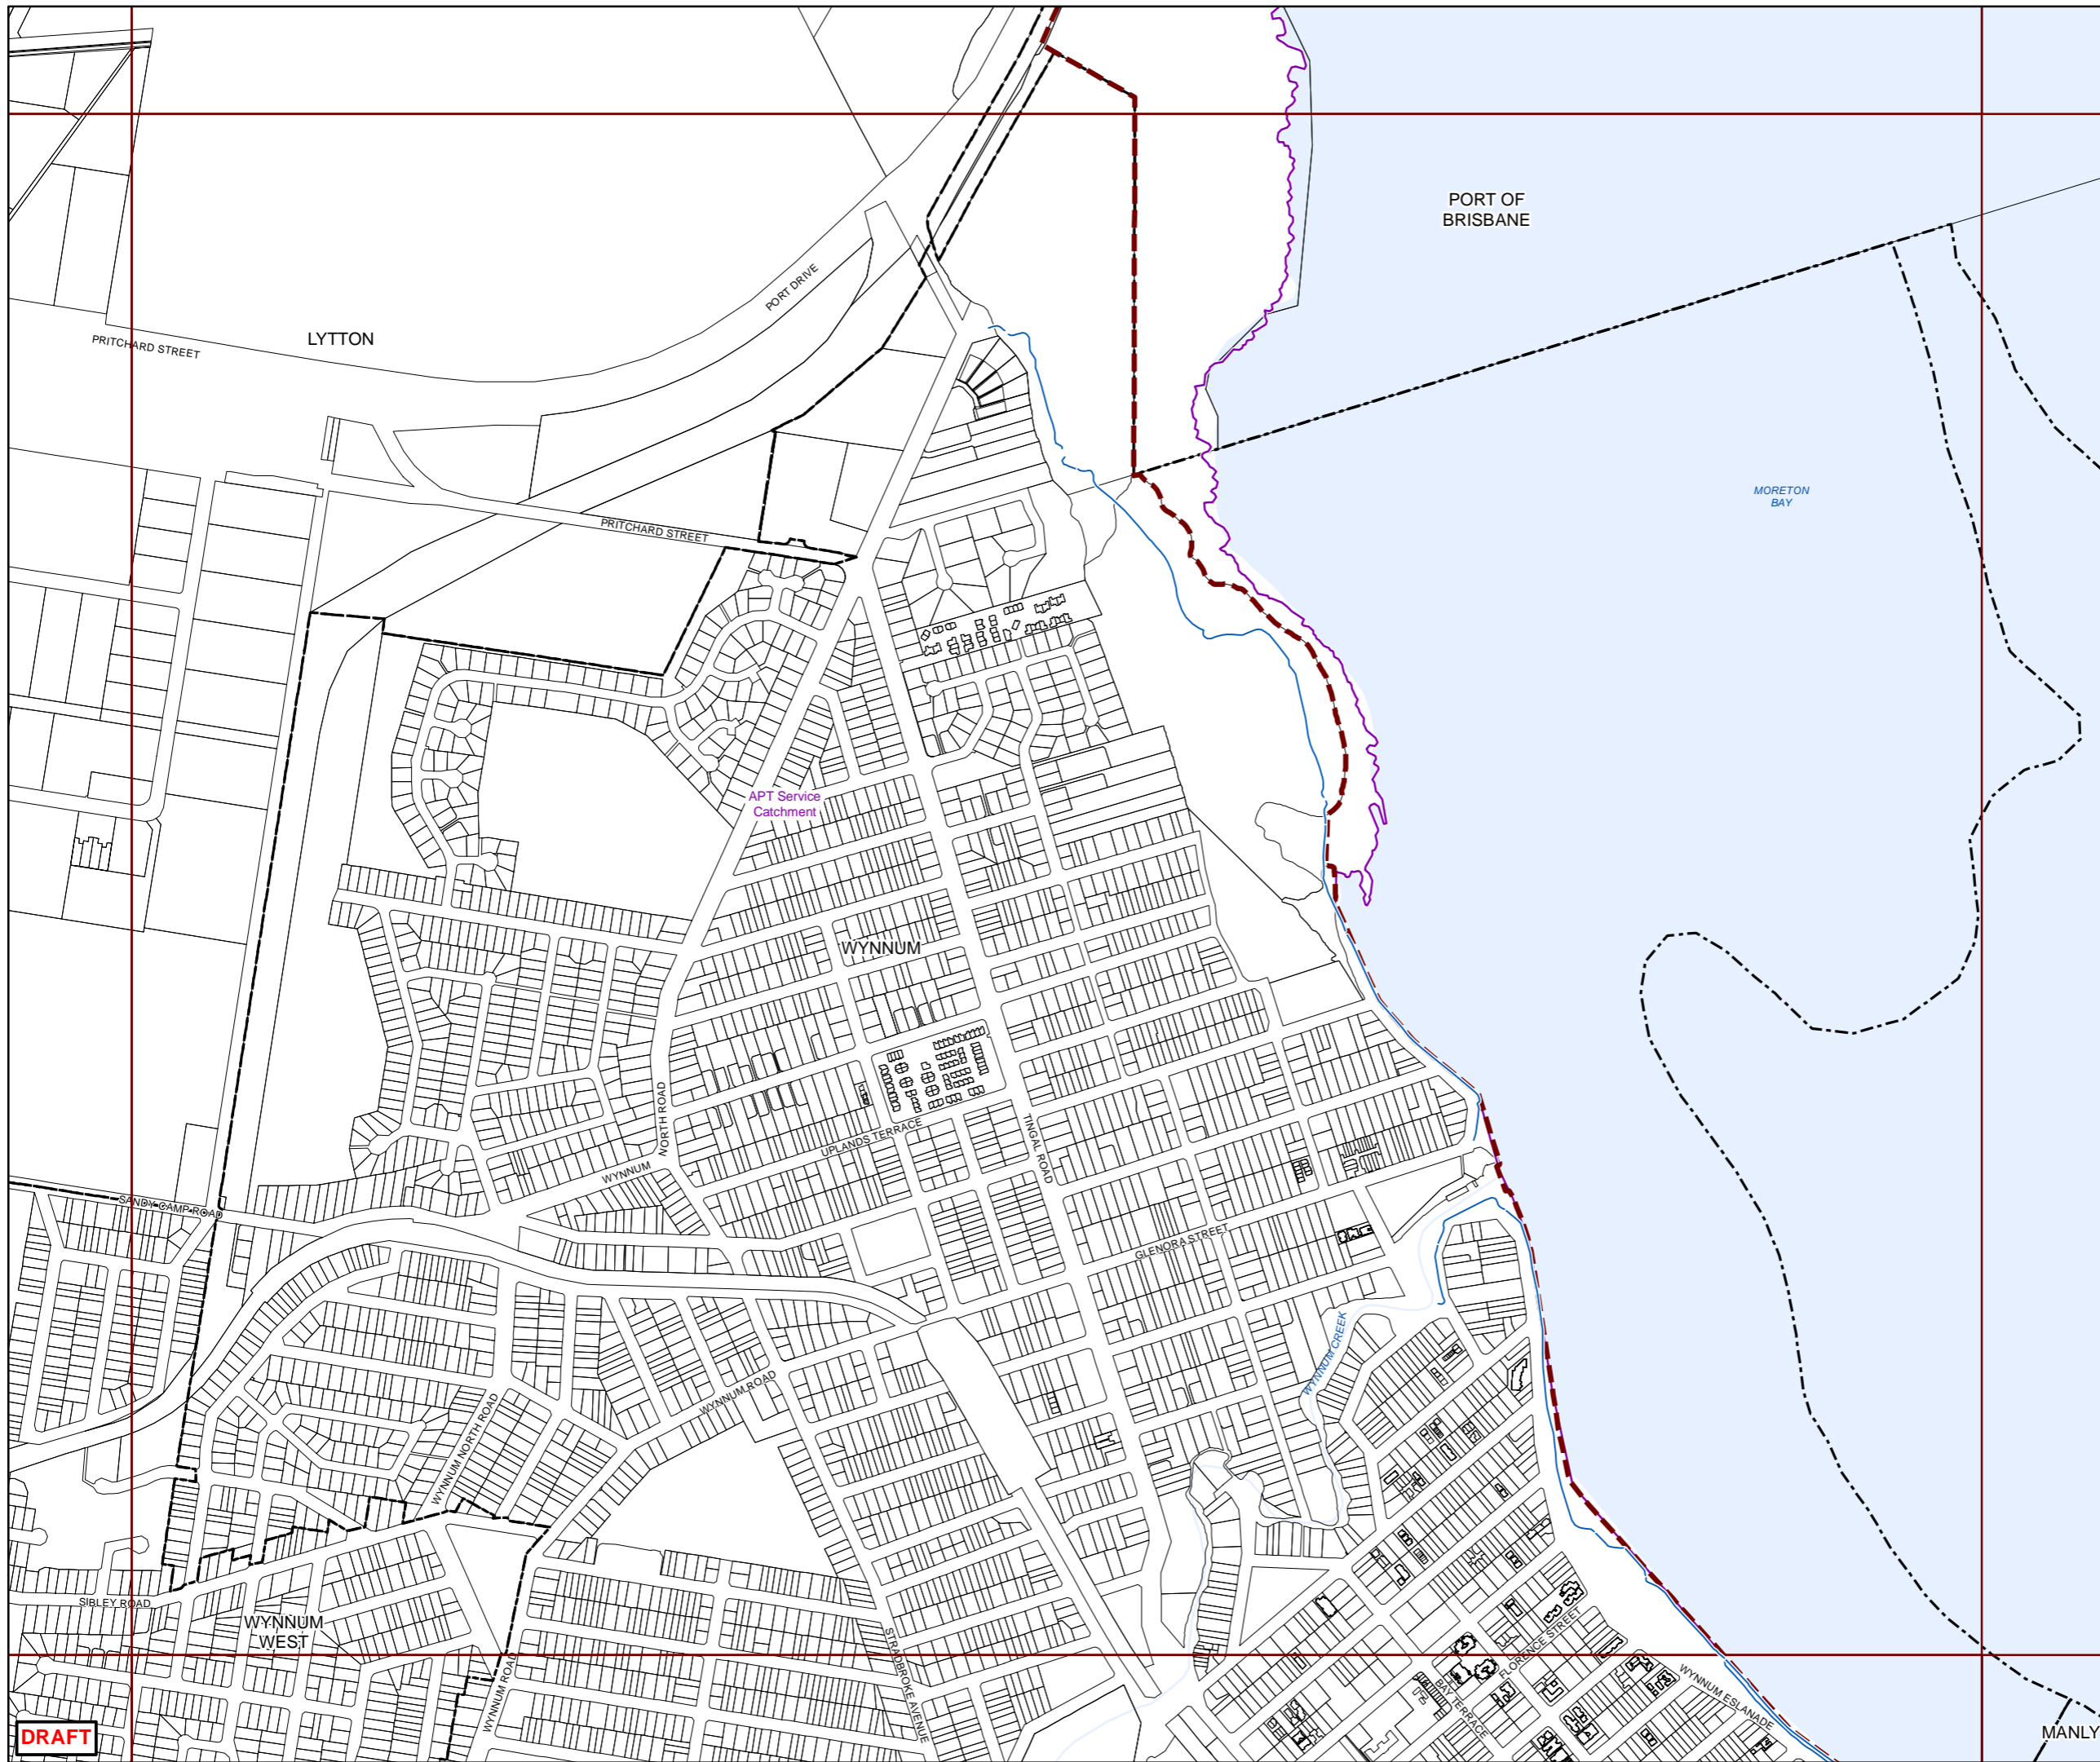 PORT OF
BRISBANE
PORT DRIVE
LYTTON
PRITCHARD STREET
MORETON
BAY
PRITCHARD STREET
APT Service
Catchment
WYNNUM
NORTH ROAD
UPLANDS TERRACE
TINGAL ROAD
WYNNUM
SANDY CAMP ROAD
GLENORA STREET
WYNNUM CREEK
WYNNUM ROAD
WYNNUM NORTH ROAD
SIBLEY ROAD
WYNNUM
WEST
STRADBROKE AVENUE
FLORENCE STREET
WYNNUM ROAD
BAY TERRACE
WYNNUM ESLANADE
DRAFT
MANLY